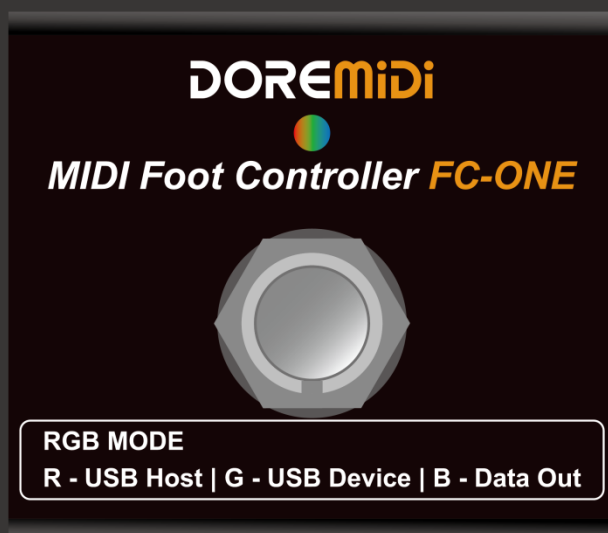 DOREMiDi
MIDI Foot Controller FC-ONE
RGB MODE
R - USB Host | G - USB Device | B - Data Out